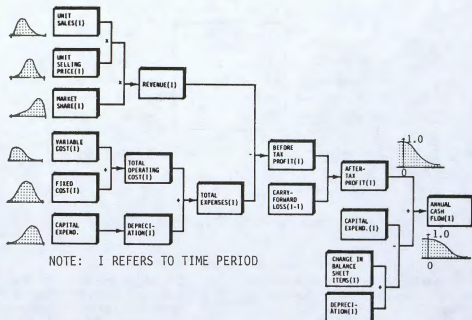 UNIT
SALES(I)
UNIT
SELLING
PRICE(I)
MARKET
SHARE(I)
REVENUE(I)
VARIABLE
COST(I)
FIXED
COST(I)
CAPITAL
EXPEND.
TOTAL
OPERATING
COST(I)
DEPRECI-
ATION(I)
TOTAL
EXPENSES(I)
BEFORE
TAX
PROFIT(I)
CARRY-
FORWARD
LOSS(I-1)
AFTER-
TAX
PROFIT(I)
CAPITAL
EXPEND.(I)
CHANGE IN
BALANCE
SHEET
ITEMS(I)
DEPRECI-
ATION(I)
ANNUAL
CASH
FLOW(I)
1.0
0
1.0
0
x
x
+
+
-
+
-
+
NOTE: I REFERS TO TIME PERIOD